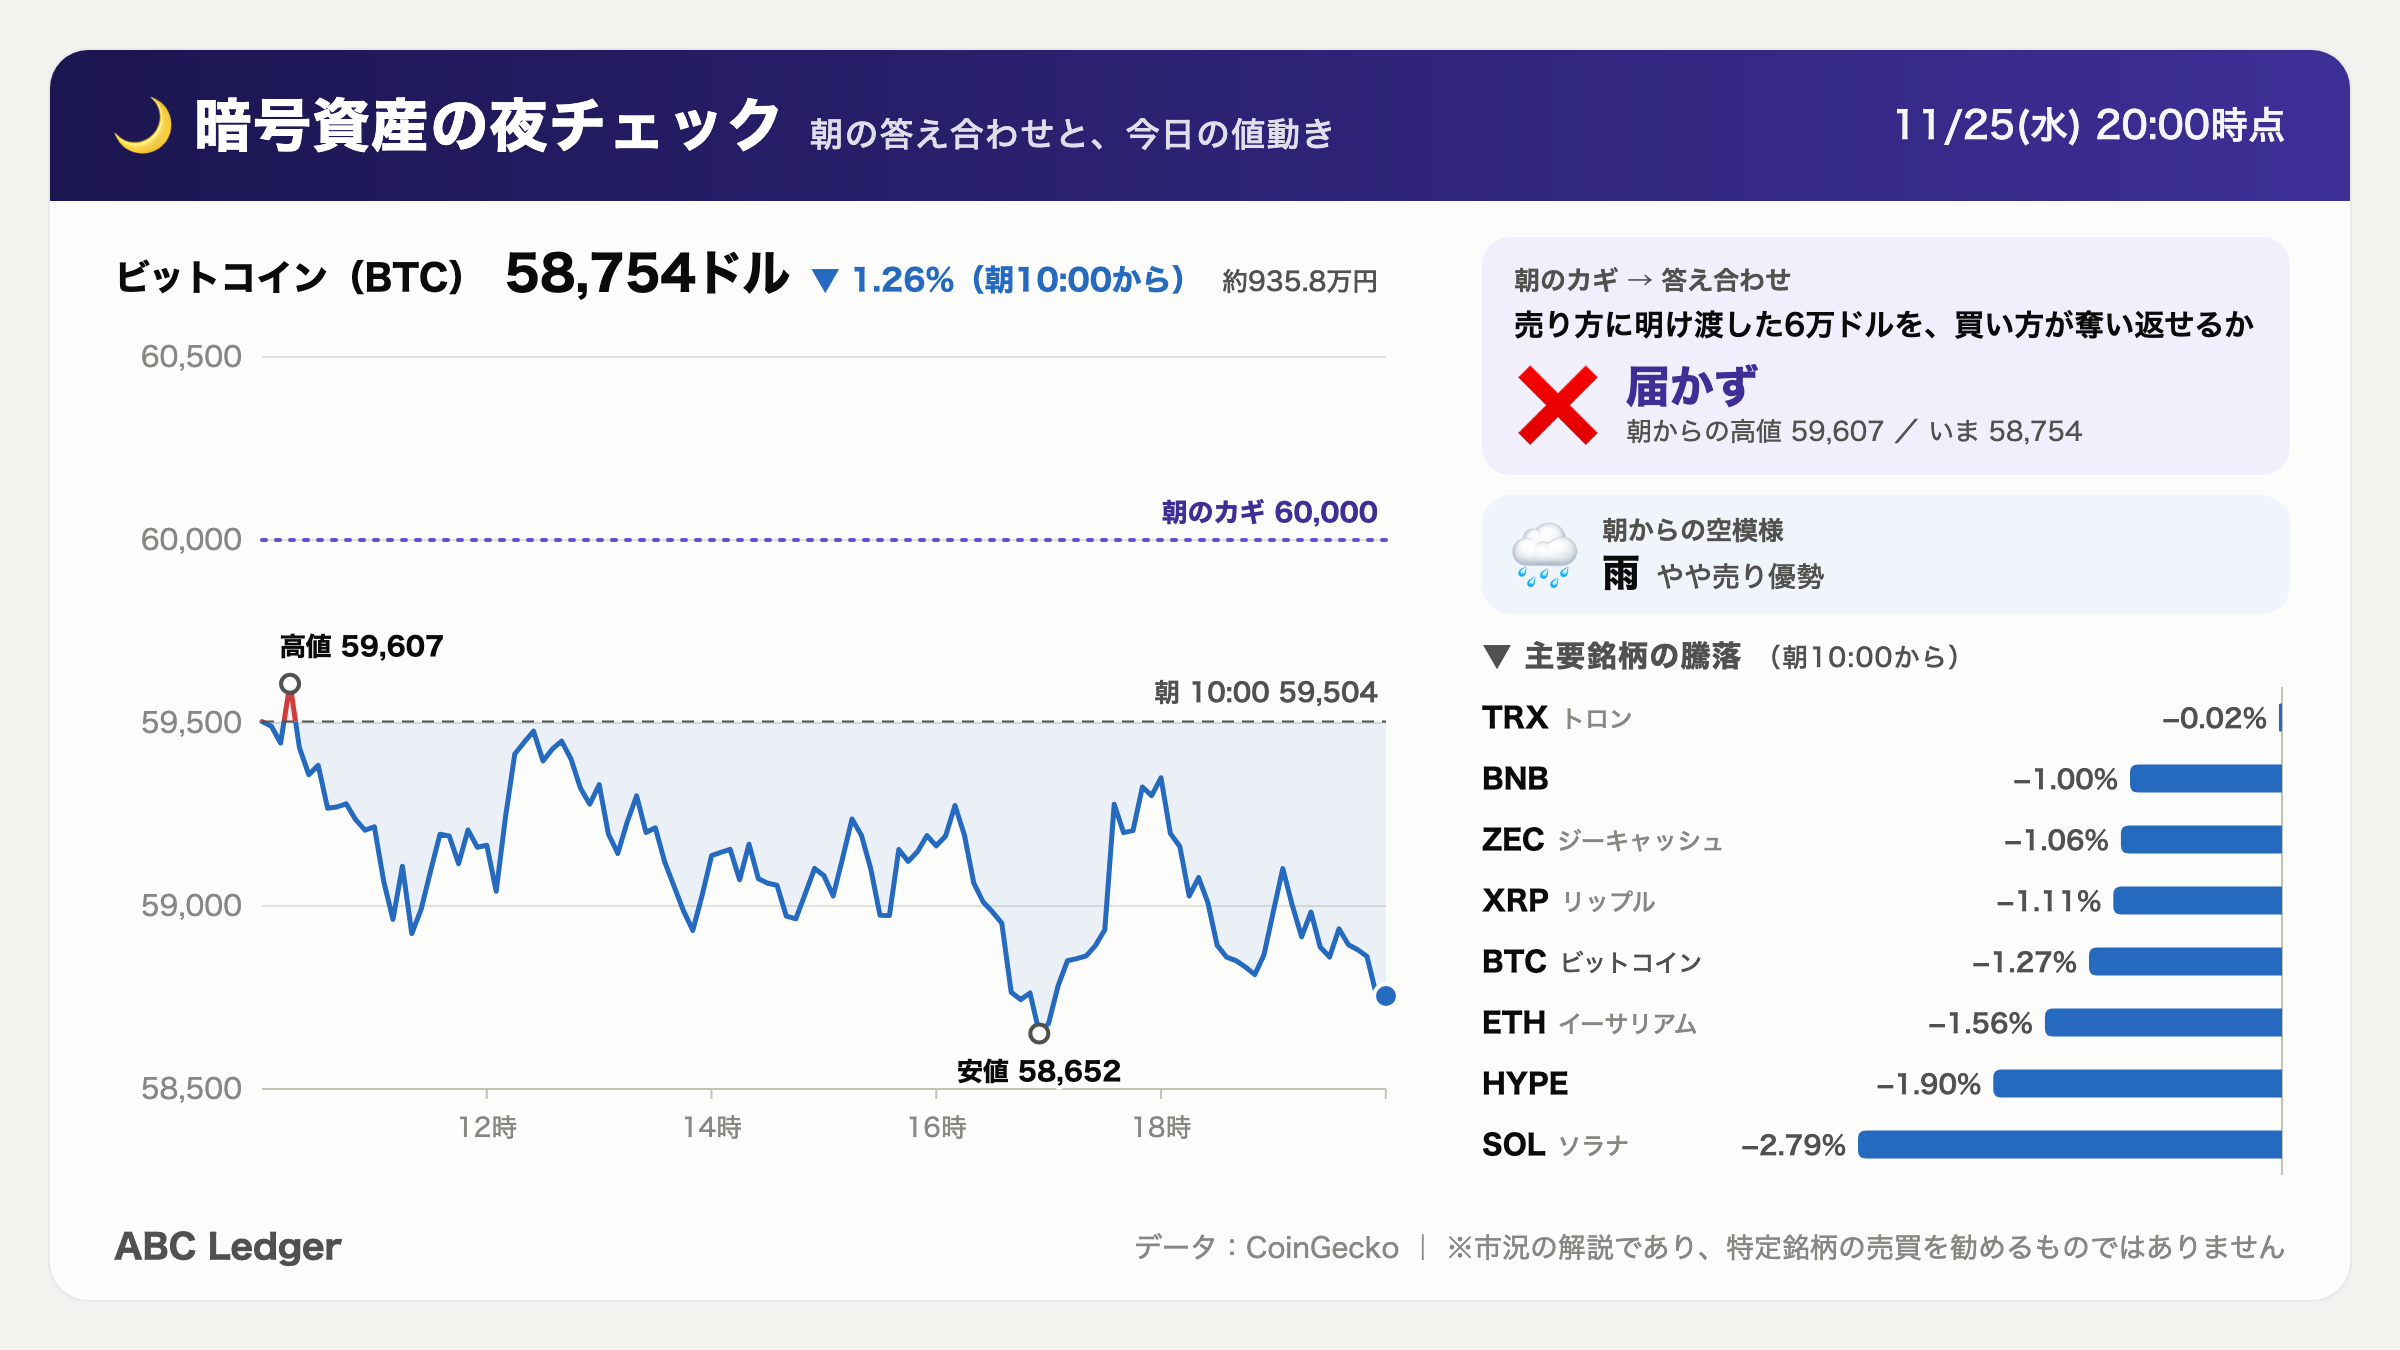 🌙 暗号資産の夜チェック 朝の答え合わせと、今日の値動き
11/25(水) 20:00時点
ビットコイン（BTC） 58,754ドル ▼ 1.26%（朝10:00から） 約935.8万円
60,500
60,000
59,500
59,000
58,500
朝のカギ 60,000
高値 59,607
朝 10:00 59,504
安値 58,652
12時 14時 16時 18時
朝のカギ → 答え合わせ
売り方に明け渡した6万ドルを、買い方が奪い返せるか
❌ 届かず
朝からの高値 59,607 ／ いま 58,754
朝からの空模様
雨 やや売り優勢
▼ 主要銘柄の騰落 （朝10:00から）
TRX トロン −0.02%
BNB −1.00%
ZEC ジーキャッシュ −1.06%
XRP リップル −1.11%
BTC ビットコイン −1.27%
ETH イーサリアム −1.56%
HYPE −1.90%
SOL ソラナ −2.79%
ABC Ledger
データ：CoinGecko ｜ ※市況の解説であり、特定銘柄の売買を勧めるものではありません